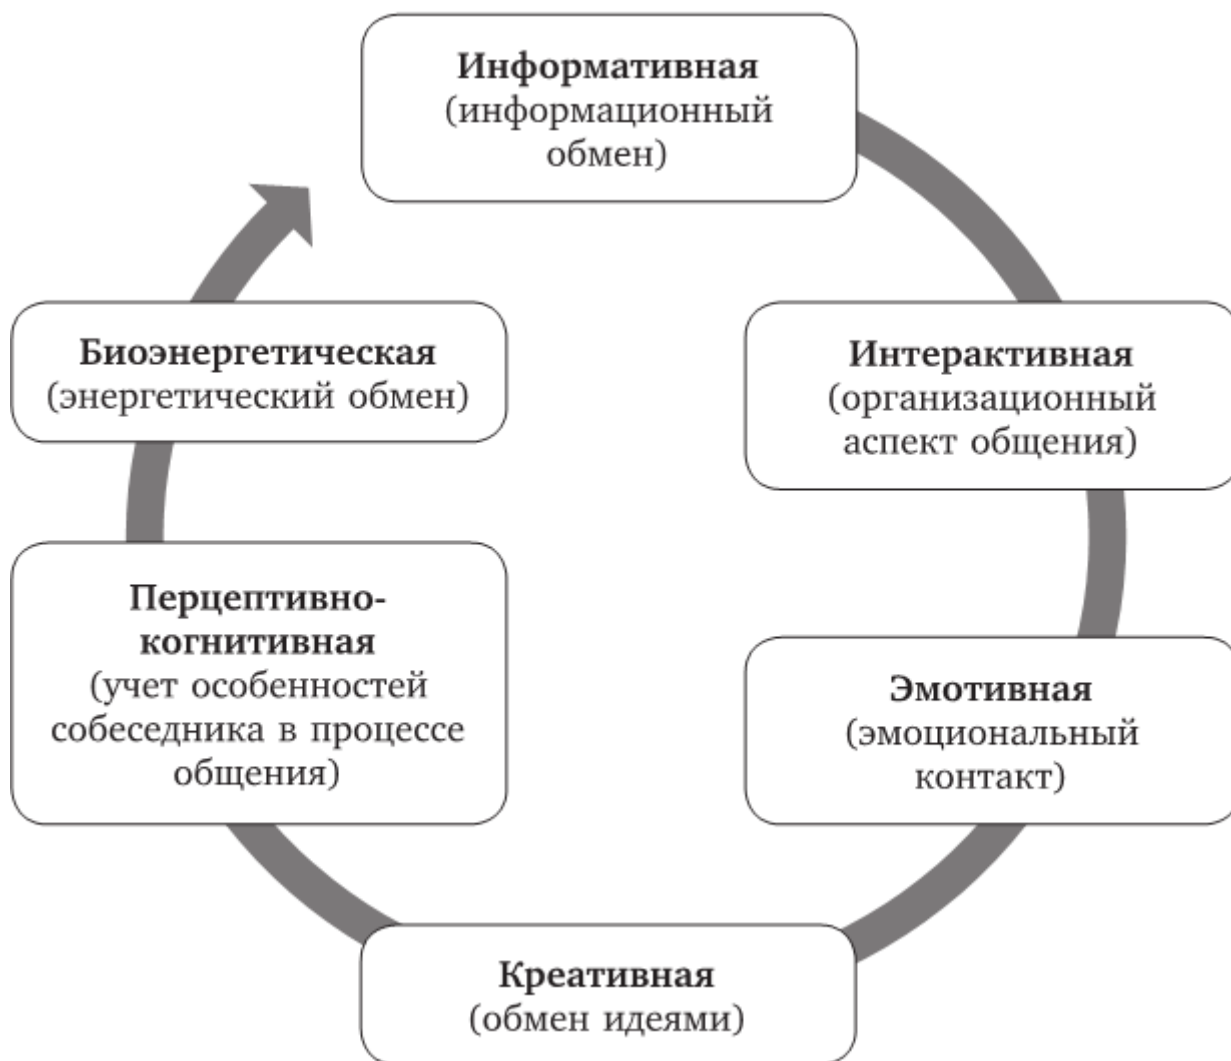 Информативная
(информационный
обмен)
Интерактивная
(организационный
аспект общения)
Эмотивная
(эмоциональный
контакт)
Креативная
(обмен идеями)
Перцептивно-
когнитивная
(учет особенностей
собеседника в процессе
общения)
Биоэнергетическая
(энергетический обмен)